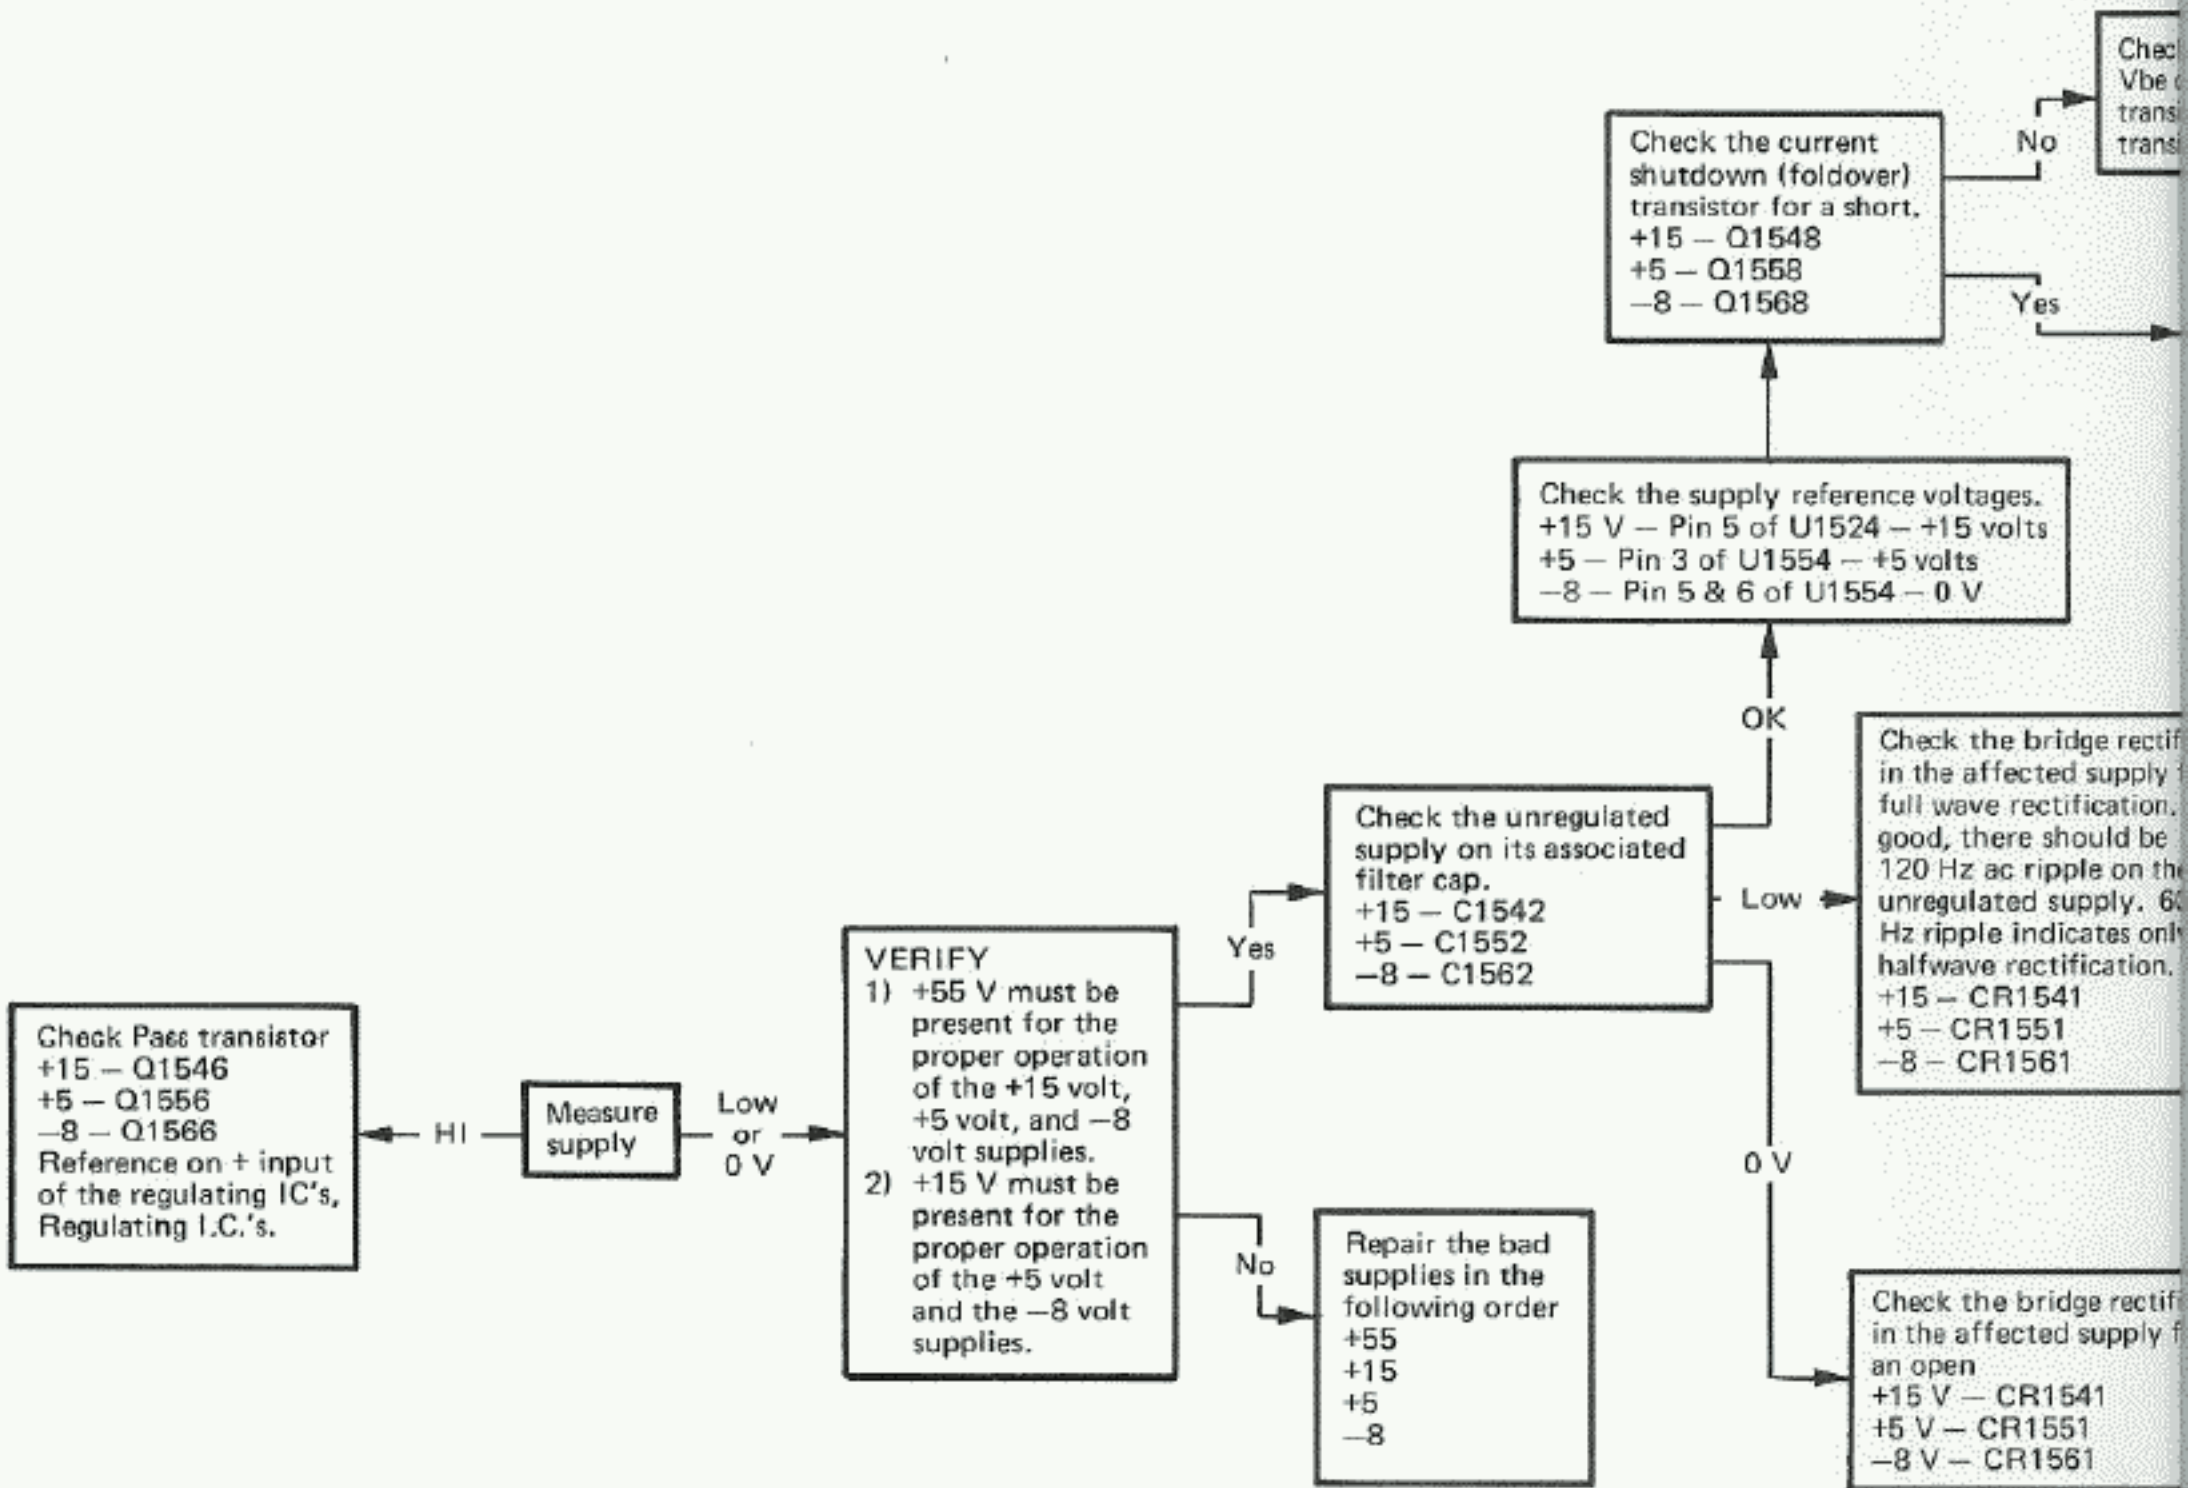 Check Pass transistor
+15 – Q1546
+5 – Q1556
–8 – Q1566
Reference on + input
of the regulating IC's,
Regulating I.C.'s.
HI
Measure
supply
Low
or
0 V
VERIFY
1) +55 V must be
present for the
proper operation
of the +15 volt,
+5 volt, and –8
volt supplies.
2) +15 V must be
present for the
proper operation
of the +5 volt
and the –8 volt
supplies.
Yes
No
Repair the bad
supplies in the
following order
+55
+15
+5
–8
Check the unregulated
supply on its associated
filter cap.
+15 – C1542
+5 – C1552
–8 – C1562
OK
Low
0 V
Check the supply reference voltages.
+15 V – Pin 5 of U1524 – +15 volts
+5 – Pin 3 of U1554 – +5 volts
–8 – Pin 5 & 6 of U1554 – 0 V
Check the current
shutdown (foldover)
transistor for a short.
+15 – Q1548
+5 – Q1558
–8 – Q1568
No
Yes
Vbe
Check the bridge
in the affected supply
full wave rectification.
good, there should be
120 Hz ac ripple on
unregulated supply.
Hz ripple indicates
halfwave rectification.
+15 – CR1541
+5 – CR1551
–8 – CR1561
Check the bridge
in the affected supply
an open
+15 V – CR1541
+5 V – CR1551
–8 V – CR1561